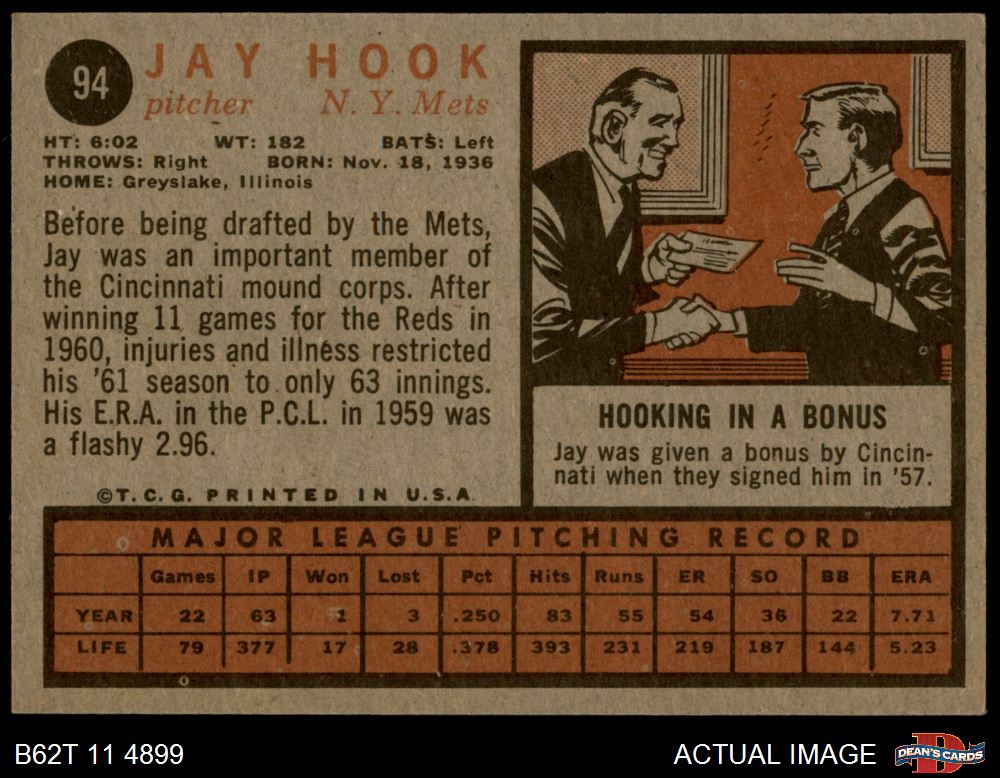 94
JAY HOOK
pitcher N. Y. Mets
HT: 6:02 WT: 182 BATS: Left
THROWS: Right BORN: Nov. 18, 1936
HOME: Greyslake, Illinois
Before being drafted by the Mets,
Jay was an important member of
the Cincinnati mound corps. After
winning 11 games for the Reds in
1960, injuries and illness restricted
his '61 season to only 63 innings.
His E.R.A. in the P.C.L. in 1959 was
a flashy 2.96.
©T.C.G. PRINTED IN U.S.A.
HOOKING IN A BONUS
Jay was given a bonus by Cincin-
nati when they signed him in '57.
MAJOR LEAGUE PITCHING RECORD
Games IP Won Lost Pct Hits Runs ER SO BB ERA
YEAR 22 63 1 3 .250 83 55 54 36 22 7.71
LIFE 79 377 17 28 .378 393 231 219 187 144 5.23
B62T 11 4899
ACTUAL IMAGE
DEAN'S CARDS